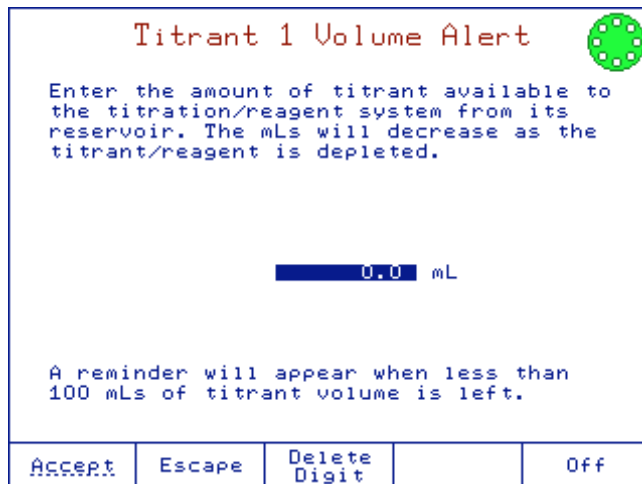 Titrant 1 Volume Alert
Enter the amount of titrant available to
the titration/reagent system from its
reservoir. The mLs will decrease as the
titrant/reagent is depleted.
0.0 mL
A reminder will appear when less than
100 mLs of titrant volume is left.
Accept Escape Delete Digit Off